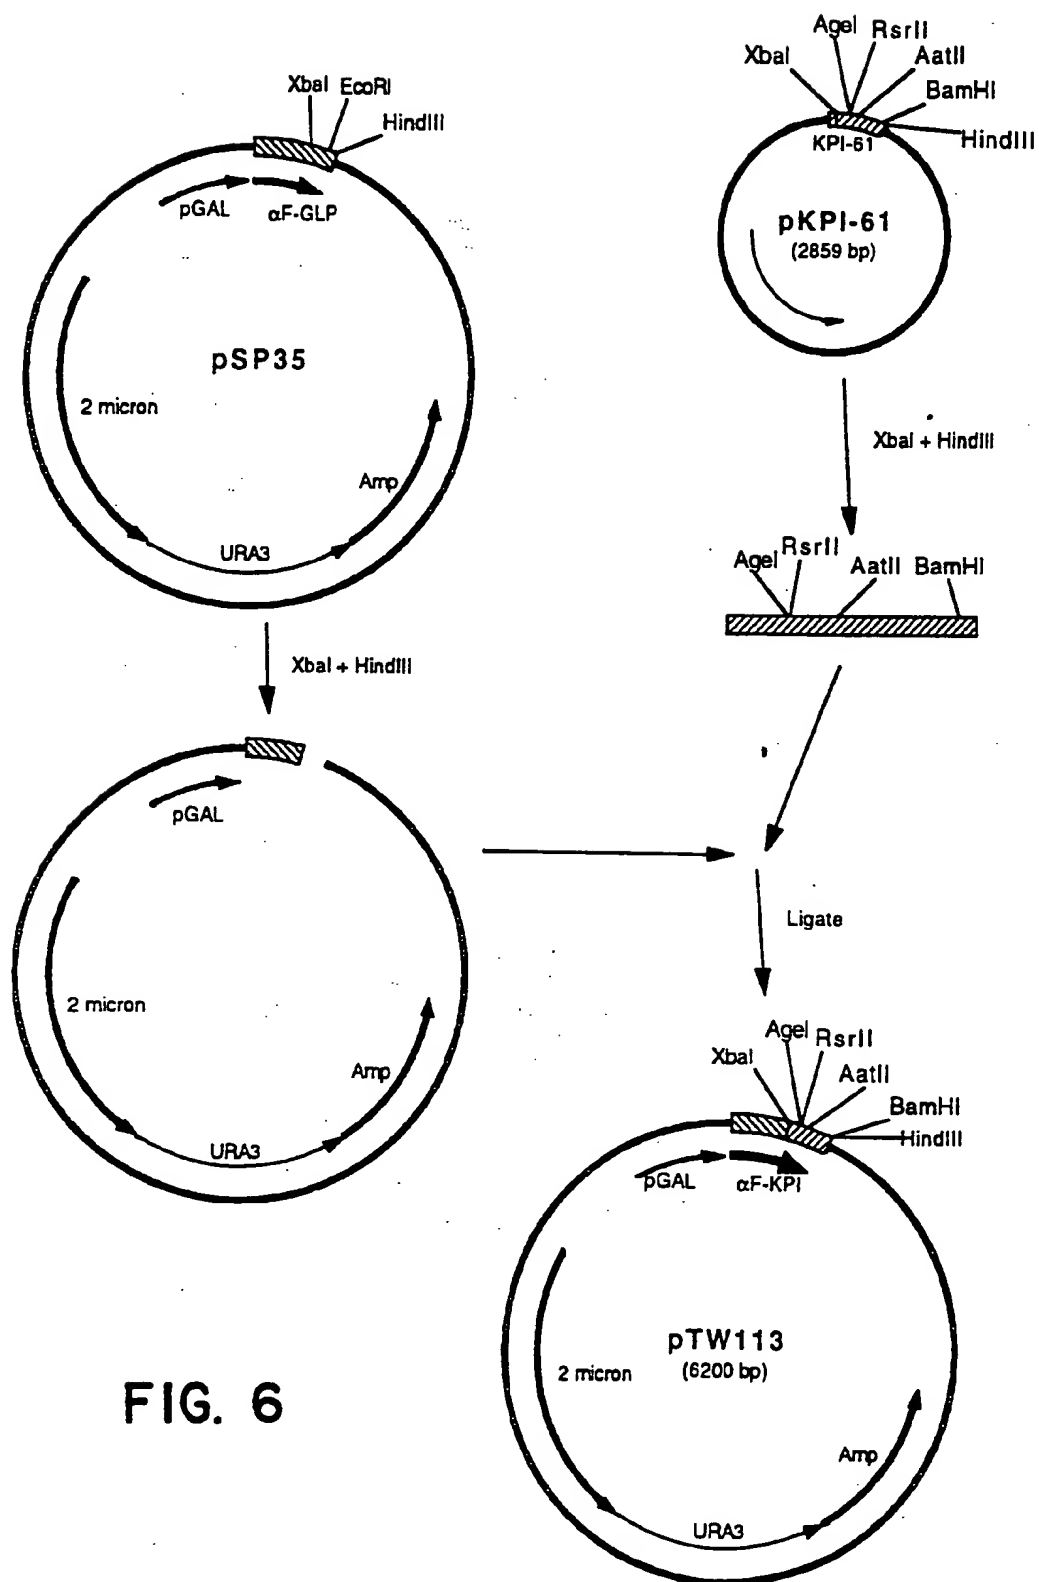 XbaI EcoRI
HindIII
pGAL αF-GLP
pSP35
2 micron
Amp
URA3
XbaI + HindIII
pGAL
2 micron
Amp
URA3
AgeI RsrII
XbaI AatII
BamHI
HindIII
KPI-61
pKPI-61
(2859 bp)
XbaI + HindIII
AgeI RsrII AatII BamHI
Ligate
AgeI RsrII
XbaI AatII
BamHI
HindIII
pGAL αF-KPI
pTW113
(6200 bp)
2 micron
Amp
URA3
FIG. 6